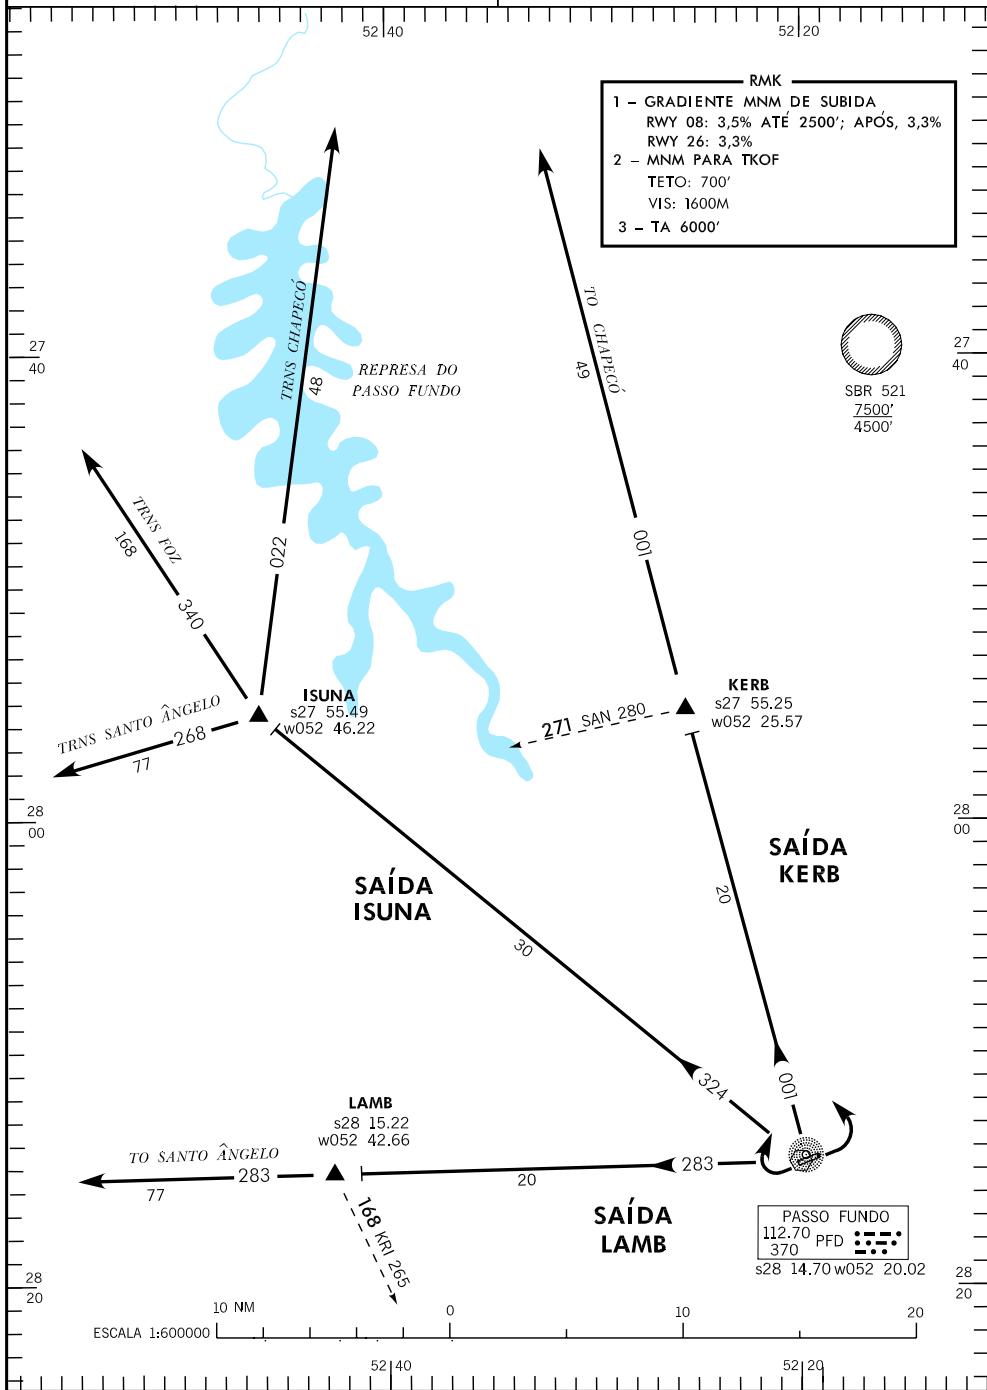 52 40
52 20
RMK
1 – GRADIENTE MNM DE SUBIDA
RWY 08: 3,5% ATÉ 2500'; APÓS, 3,3%
RWY 26: 3,3%
2 – MNM PARA TKOF
TETO: 700'
VIS: 1600M
3 – TA 6000'
TRNS CHAPECÓ
48
TO CHAPECÓ
49
27
40
27
40
REPRESA DO
PASSO FUNDO
SBR 521
7500'
4500'
TRNS FOZ
168
340
022
001
TRNS SANTO ÂNGELO
268
77
ISUNA
s27 55.49
w052 46.22
KERB
s27 55.25
w052 25.57
271 SAN 280
28
00
28
00
SAÍDA
ISUNA
SAÍDA
KERB
30
20
324
001
LAMB
s28 15.22
w052 42.66
TO SANTO ÂNGELO
283
77
20
283
168 KRI 265
SAÍDA
LAMB
PASSO FUNDO
112.70
370
PFD
s28 14.70 w052 20.02
28
20
28
20
10 NM
0
10
20
ESCALA 1:600000
52 40
52 20